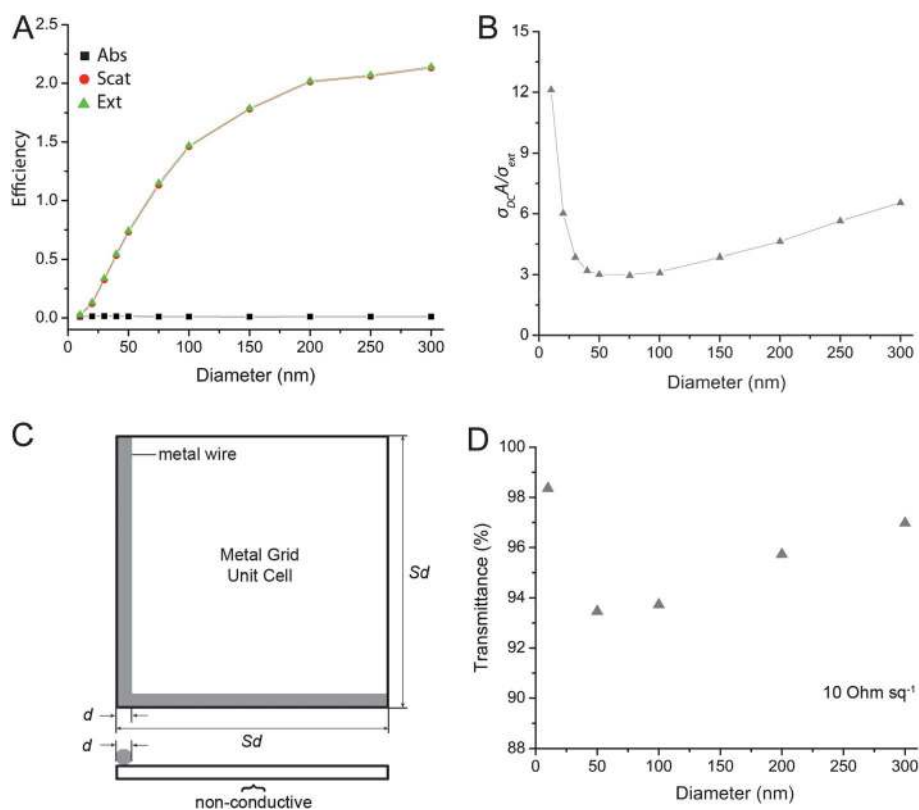 A
2.5
2.0
1.5
1.0
0.5
0.0
Efficiency
Abs
Scat
Ext
0 50 100 150 200 250 300
Diameter (nm)
B
12
9
6
3
0
15
σDC A/σext
0 50 100 150 200 250 300
Diameter (nm)
C
metal wire
Metal Grid
Unit Cell
Sd
d
Sd
d
non-conductive
D
100
98
96
94
92
90
88
Transmittance (%)
10 Ohm sq⁻¹
0 50 100 150 200 250 300
Diameter (nm)